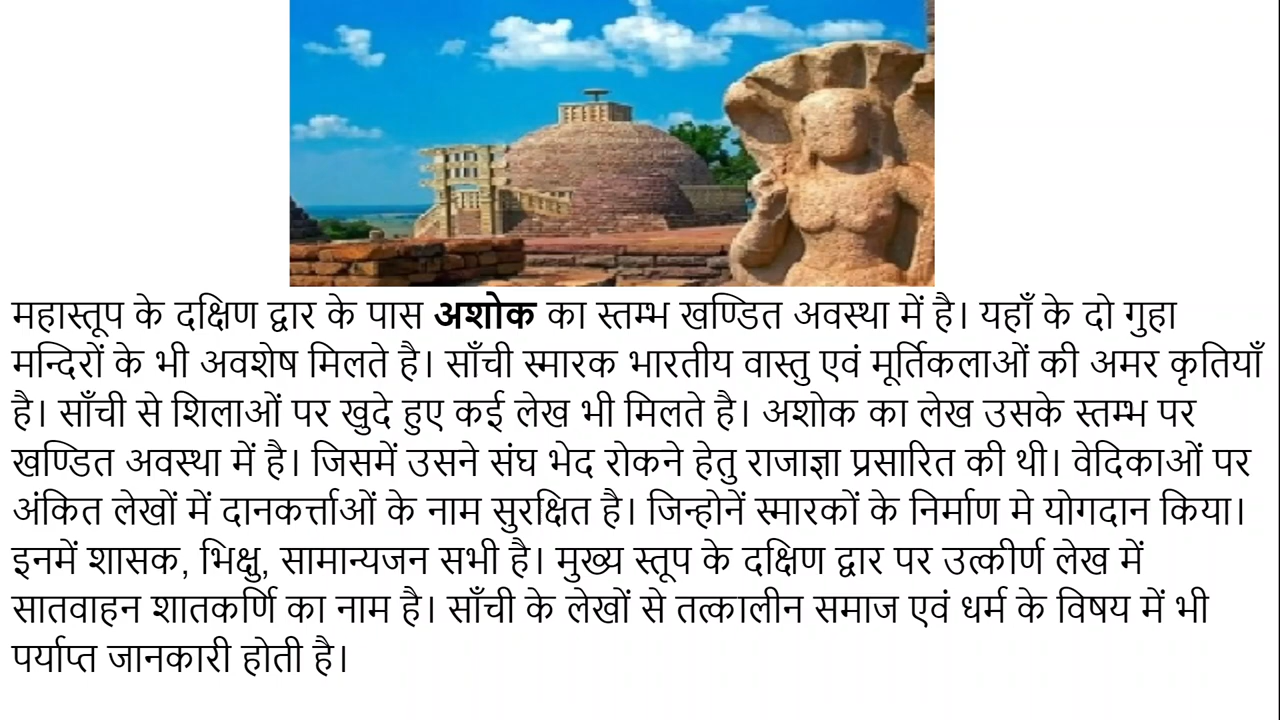 महास्तूप के दक्षिण द्वार के पास अशोक का स्तम्भ खण्डित अवस्था में है। यहाँ के दो गुहा
मन्दिरों के भी अवशेष मिलते है। साँची स्मारक भारतीय वास्तु एवं मूर्तिकलाओं की अमर कृतियाँ
है। साँची से शिलाओं पर खुदे हुए कई लेख भी मिलते है। अशोक का लेख उसके स्तम्भ पर
खण्डित अवस्था में है। जिसमें उसने संघ भेद रोकने हेतु राजाज्ञा प्रसारित की थी। वेदिकाओं पर
अंकित लेखों में दानकर्त्ताओं के नाम सुरक्षित है। जिन्होनें स्मारकों के निर्माण मे योगदान किया।
इनमें शासक, भिक्षु, सामान्यजन सभी है। मुख्य स्तूप के दक्षिण द्वार पर उत्कीर्ण लेख में
सातवाहन शातकर्णि का नाम है। साँची के लेखों से तत्कालीन समाज एवं धर्म के विषय में भी
पर्याप्त जानकारी होती है।